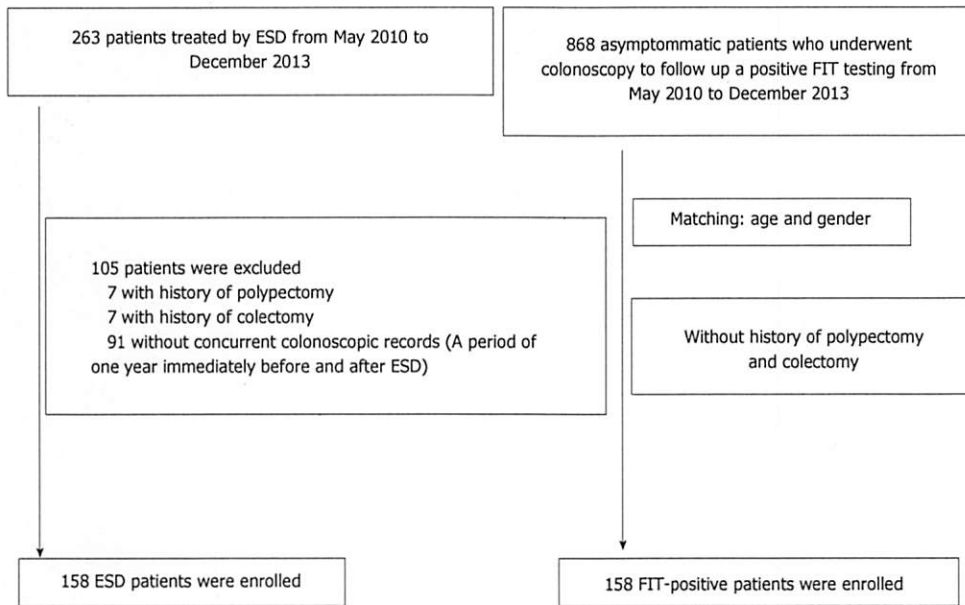 263 patients treated by ESD from May 2010 to
December 2013
868 asymptommatic patients who underwent
colonoscopy to follow up a positive FIT testing from
May 2010 to December 2013
Matching: age and gender
105 patients were excluded
7 with history of polypectomy
7 with history of colectomy
91 without concurrent colonoscopic records (A period of
one year immediately before and after ESD)
Without history of polypectomy
and colectomy
158 ESD patients were enrolled
158 FIT-positive patients were enrolled